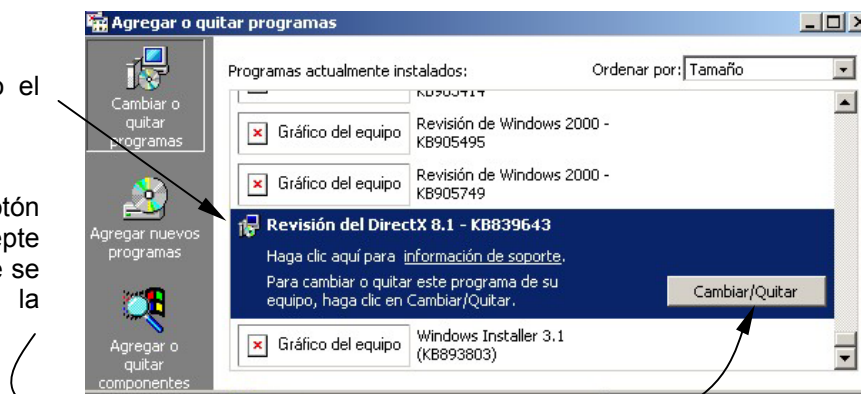 Agregar o quitar programas
o el
otón
epte
e se
la
Cambiar o
quitar
programas
Agregar nuevos
programas
Agregar o
quitar
componentes
Programas actualmente instalados:
Ordenar por: Tamaño
KB903414
Gráfico del equipo
Revisión de Windows 2000 -
KB905495
Gráfico del equipo
Revisión de Windows 2000 -
KB905749
Revisión del DirectX 8.1 - KB839643
Haga clic aquí para información de soporte.
Para cambiar o quitar este programa de su
equipo, haga clic en Cambiar/Quitar.
Cambiar/Quitar
Gráfico del equipo
Windows Installer 3.1
(KB893803)